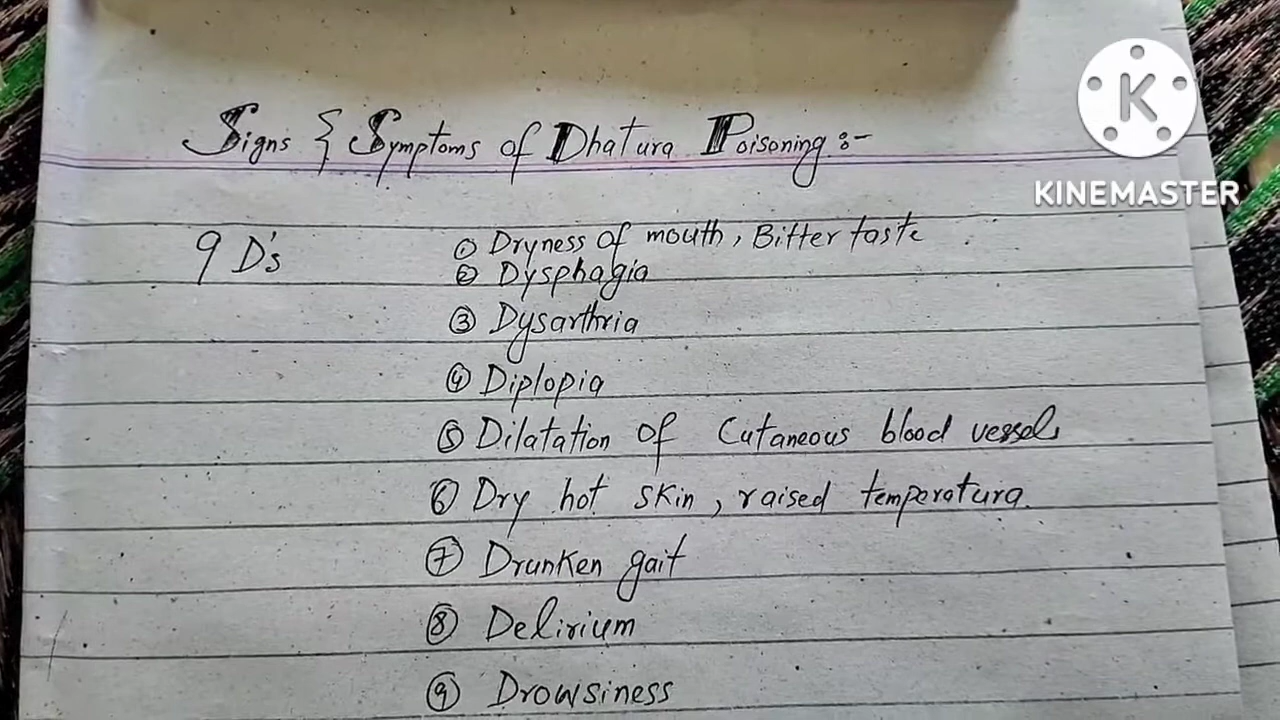 Signs & Symptoms of Dhatura Poisoning :-
K
KINEMASTER
9 D's
① Dryness of mouth, Bitter taste
② Dysphagia
③ Dysarthria
④ Diplopia
⑤ Dilatation of Cutaneous blood vessels
⑥ Dry hot skin, raised temperatura
⑦ Drunken gait
⑧ Delirium
⑨ Drowsiness